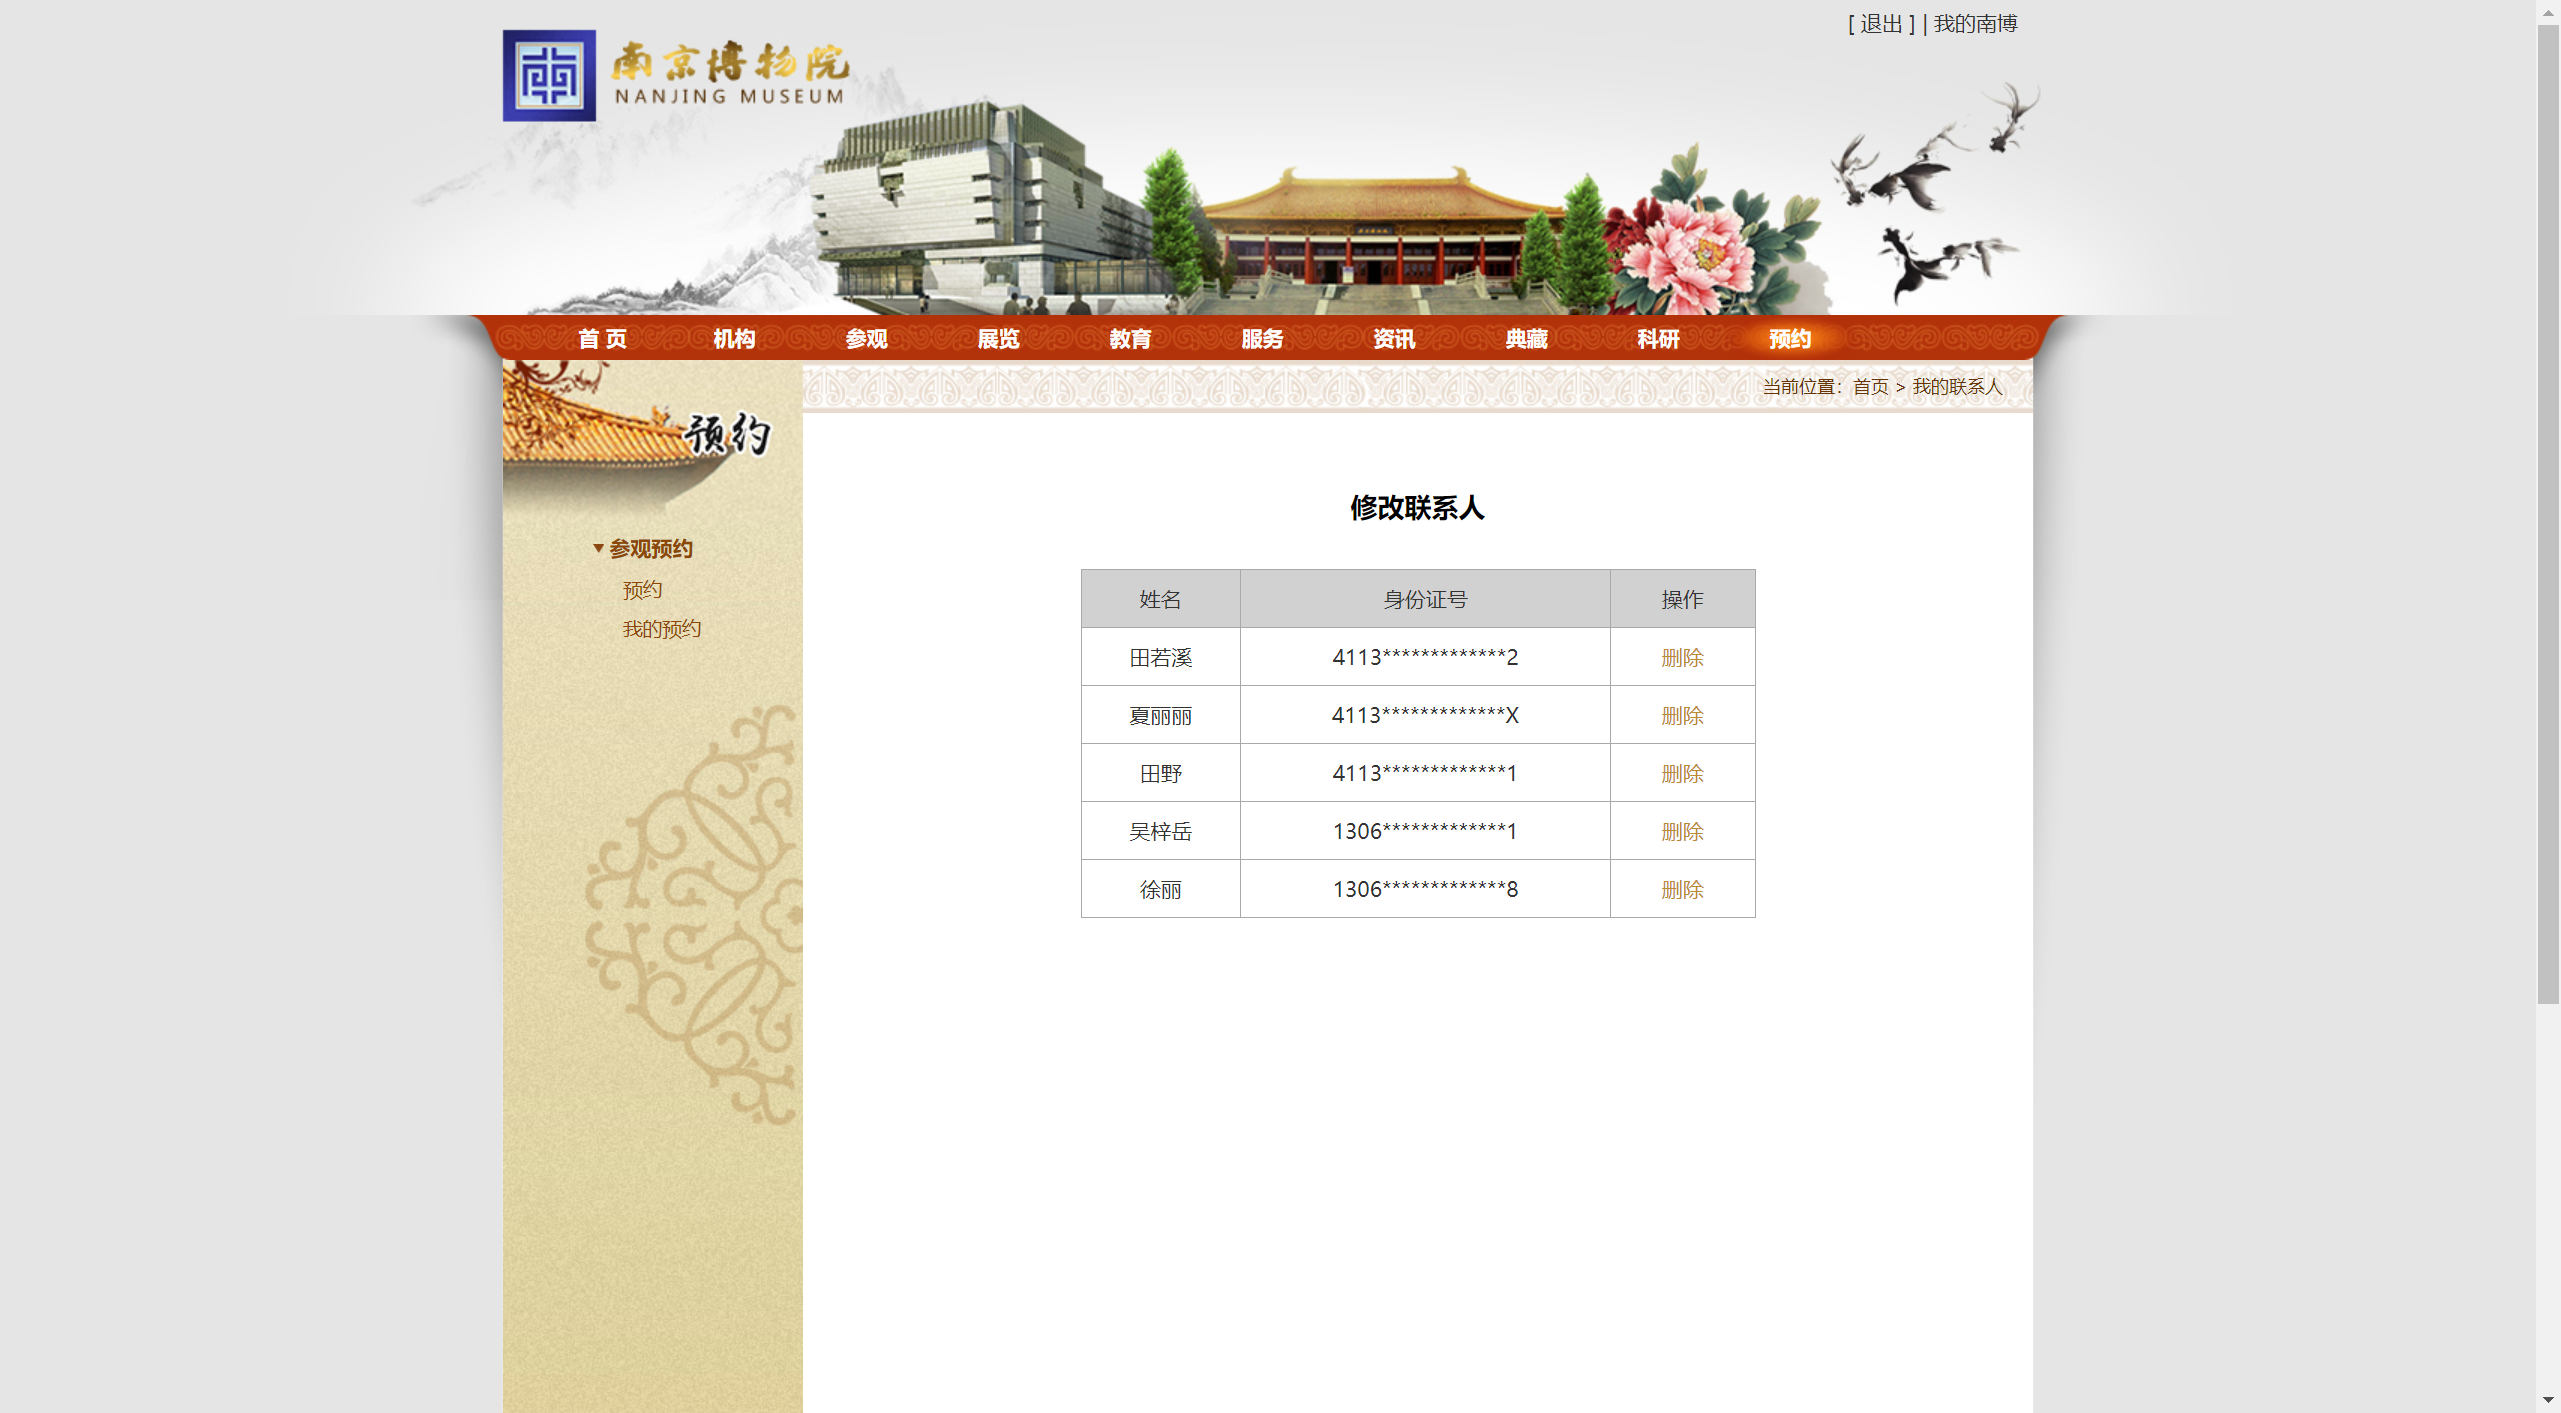 [ 退出 ] | 我的南博
南京博物院
NANJING MUSEUM
首 页 机构 参观 展览 教育 服务 资讯 典藏 科研 预约
当前位置：首页 > 我的联系人
预约
参观预约
预约
我的预约
修改联系人
姓名 身份证号 操作
田若溪 4113*************2 删除
夏丽丽 4113*************X 删除
田野 4113*************1 删除
吴梓岳 1306*************1 删除
徐丽 1306*************8 删除